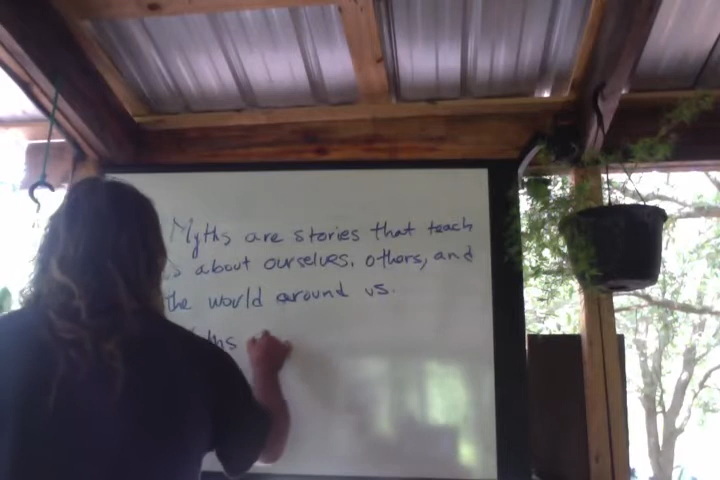 Myths are stories that teach
about ourselves, others, and
the world around us.